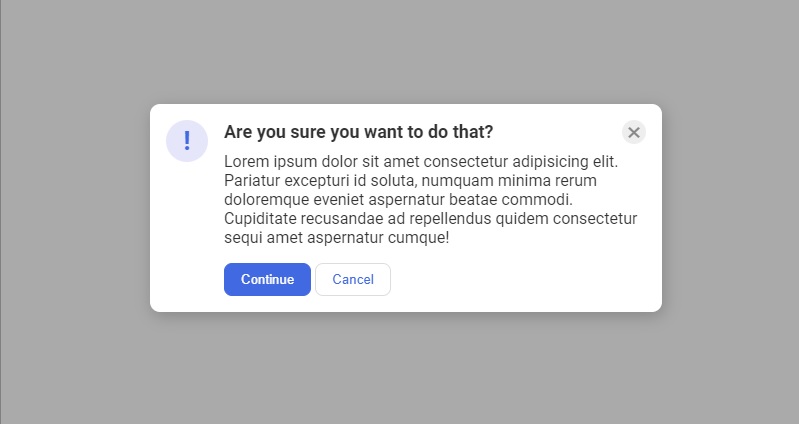 !
Are you sure you want to do that?
Lorem ipsum dolor sit amet consectetur adipisicing elit.
Pariatur excepturi id soluta, numquam minima rerum
doloremque eveniet aspernatur beatae commodi.
Cupiditate recusandae ad repellendus quidem consectetur
sequi amet aspernatur cumque!
Continue
Cancel